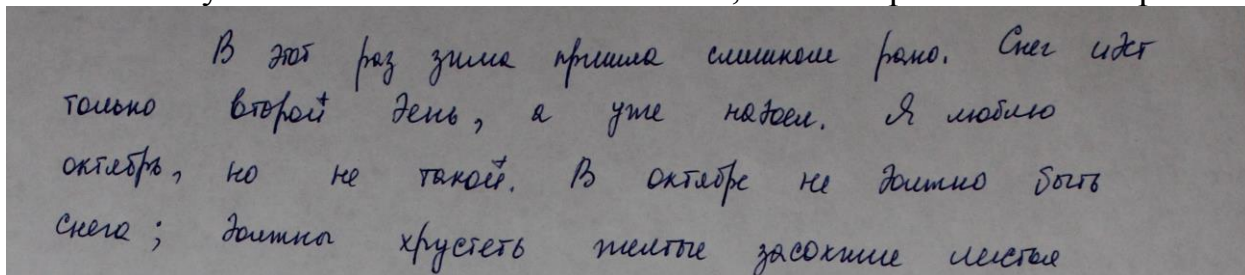 В этот раз зима пришла слишком рано. Снег идет
только второй день, а уже надоел. Я люблю
октябрь, но не такой. В октябре не должно быть
снега; должны хрустеть желтые засохшие листья